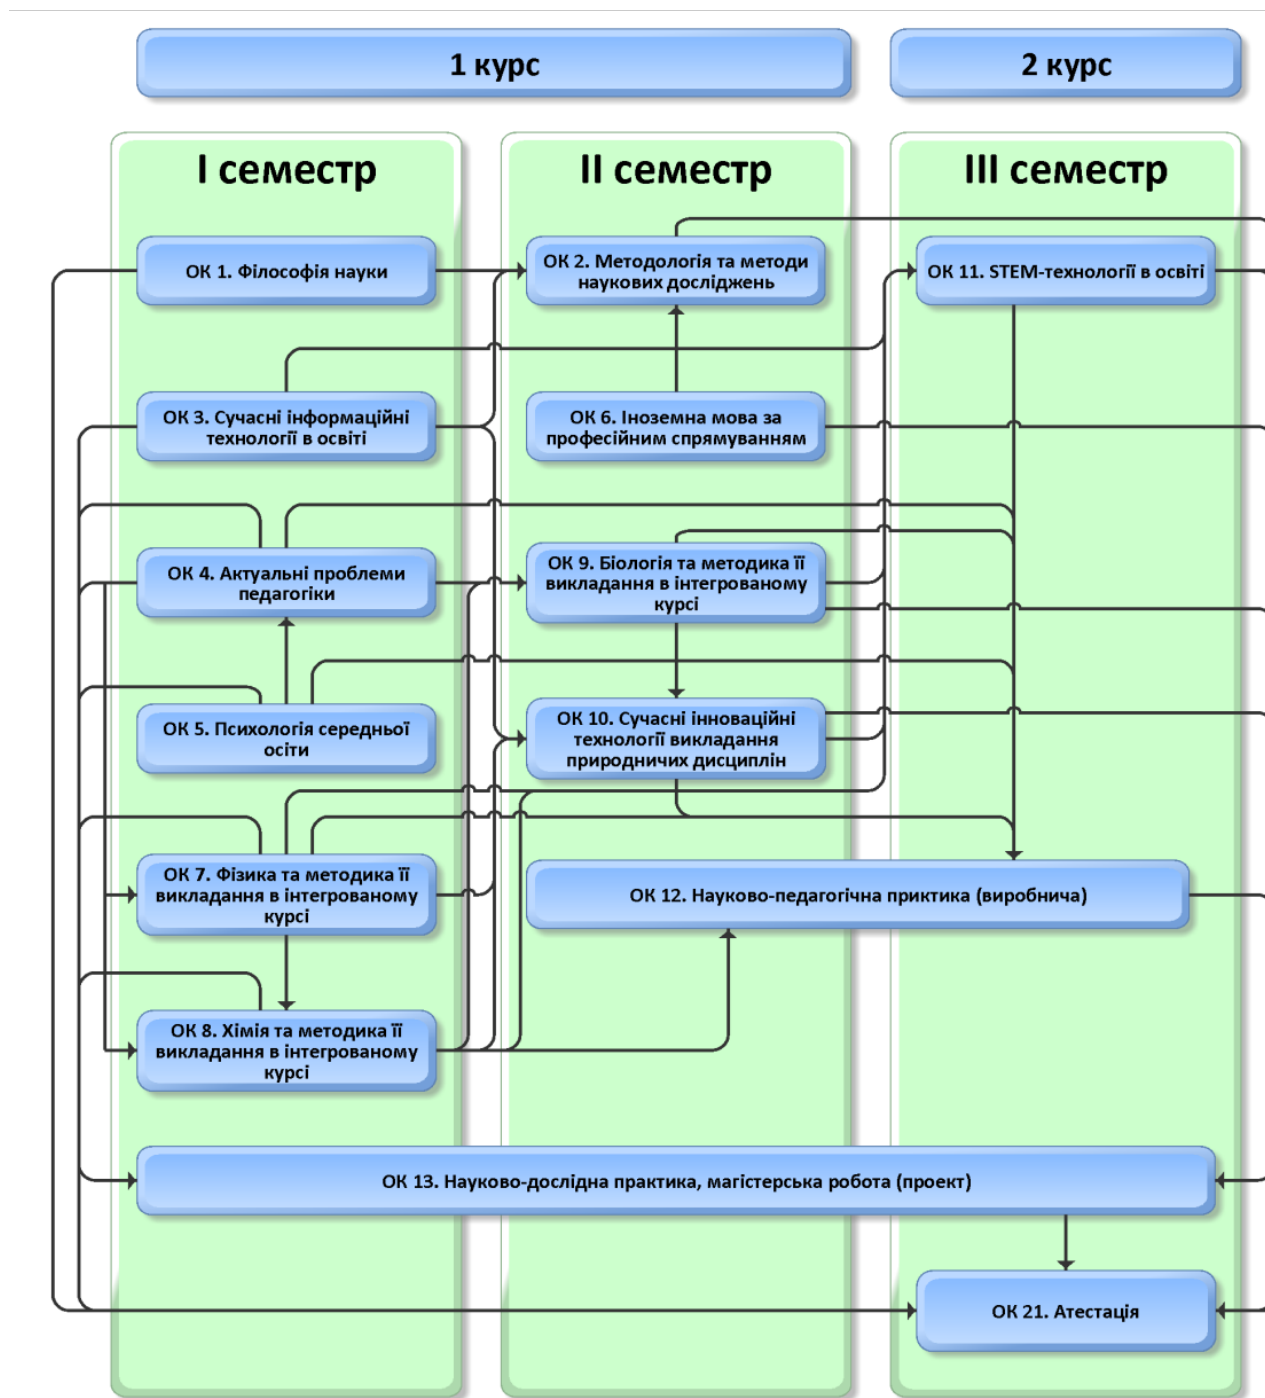 1 курс
2 курс
І семестр
ІІ семестр
ІІІ семестр
ОК 1. Філософія науки
ОК 2. Методологія та методи
наукових досліджень
ОК 11. STEM-технології в освіті
ОК 3. Сучасні інформаційні
технології в освіті
ОК 6. Іноземна мова за
професійним спрямуванням
ОК 4. Актуальні проблеми
педагогіки
ОК 9. Біологія та методика її
викладання в інтегрованому
курсі
ОК 5. Психологія середньої
осіти
ОК 10. Сучасні інноваційні
технології викладання
природничих дисциплін
ОК 7. Фізика та методика її
викладання в інтегрованому
курсі
ОК 12. Науково-педагогічна приктика (виробнича)
ОК 8. Хімія та методика її
викладання в інтегрованому
курсі
ОК 13. Науково-дослідна практика, магістерська робота (проект)
ОК 21. Атестація